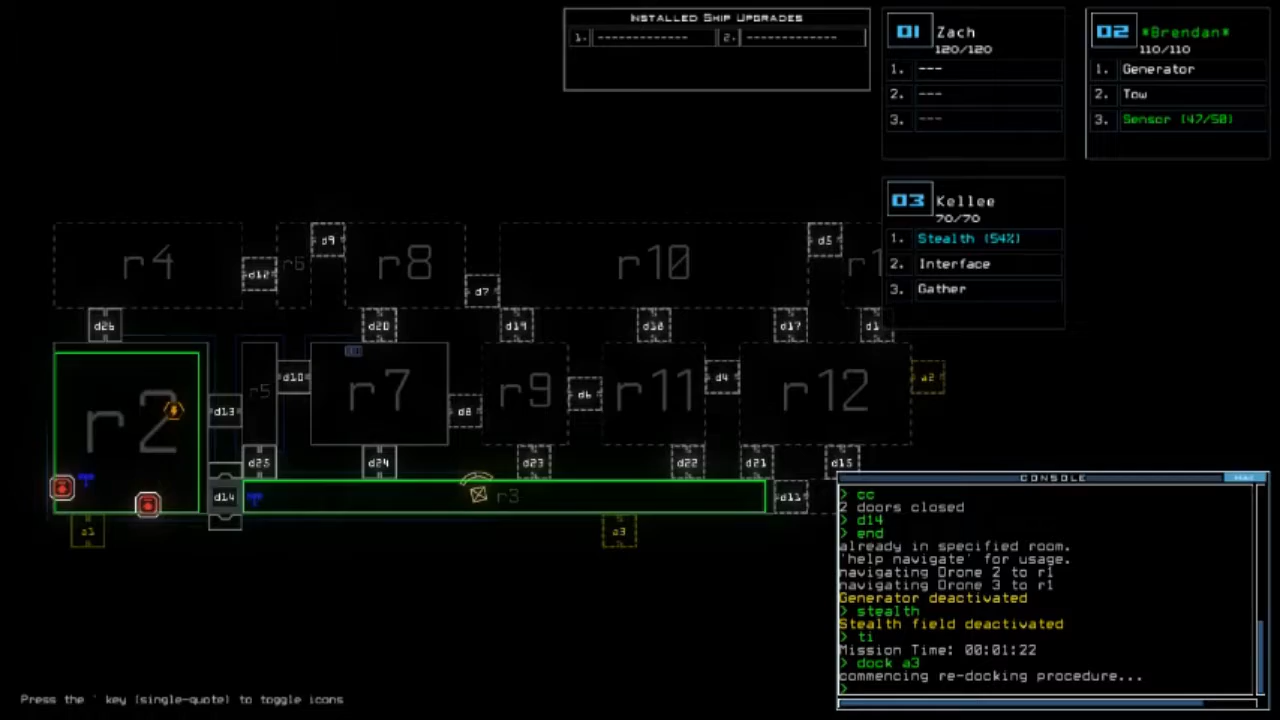 Installed Ship Upgrades
1. -------------- 2. --------------
01 Zach
120/120
1. ---
2. ---
3. ---
02 *Brendan*
110/110
1. Generator
2. Tow
3. Sensor (47/50)
03 Kellee
70/70
1. Stealth (54%)
2. Interface
3. Gather
r4
d12
r6
d9
r8
d7
r10
d5
r1
d26
d20
d19
d18
d17
d1
r2
d13
r5
d10
r7
d8
r9
d6
r11
d4
r12
a2
d25
d24
d23
d22
d21
d15
d14
r3
d11
a1
a3
CONSOLE
> cc
2 doors closed
> d14
> end
already in specified room.
'help navigate' for usage.
navigating Drone 2 to r1
navigating Drone 3 to r1
Generator deactivated
> stealth
Stealth field deactivated
> ti
Mission Time: 00:01:22
> dock a3
commencing re-docking procedure...
>
Press the ' key (single-quote) to toggle icons